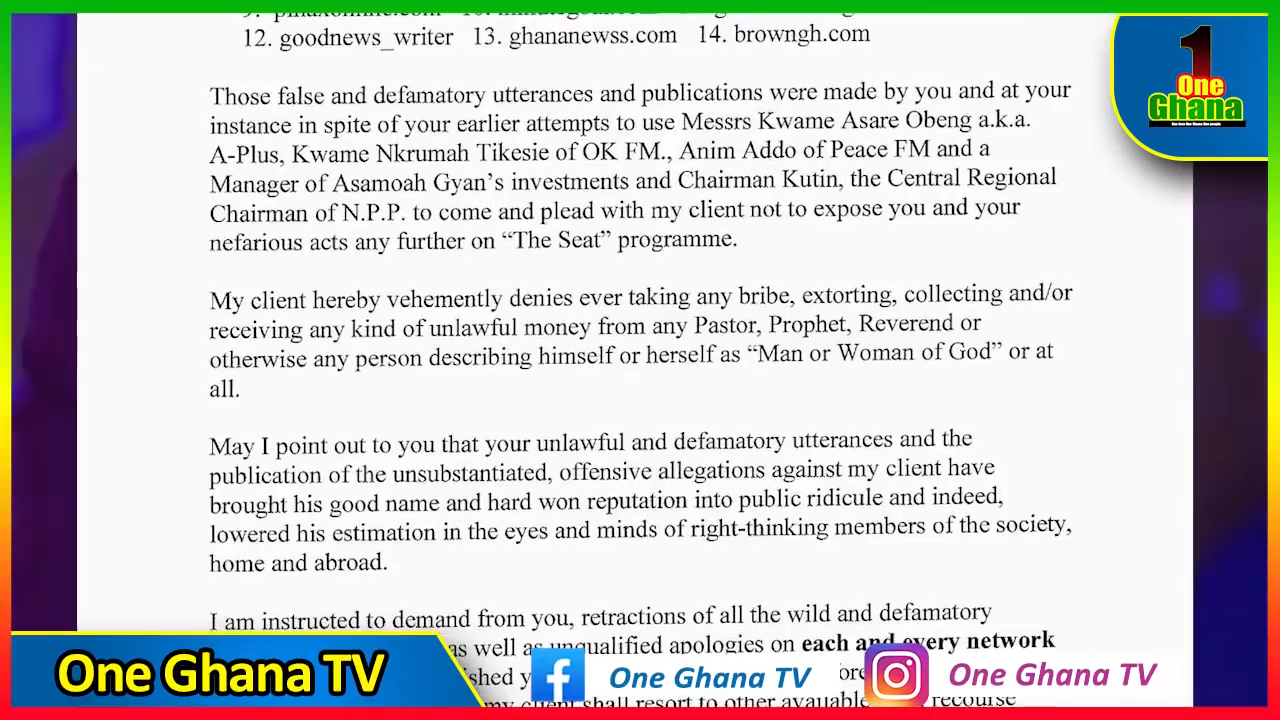 12. goodnews_writer 13. ghananewss.com 14. browngh.com
Those false and defamatory utterances and publications were made by you and at your
instance in spite of your earlier attempts to use Messrs Kwame Asare Obeng a.k.a.
A-Plus, Kwame Nkrumah Tikesie of OK FM., Anim Addo of Peace FM and a
Manager of Asamoah Gyan's investments and Chairman Kutin, the Central Regional
Chairman of N.P.P. to come and plead with my client not to expose you and your
nefarious acts any further on “The Seat” programme.
My client hereby vehemently denies ever taking any bribe, extorting, collecting and/or
receiving any kind of unlawful money from any Pastor, Prophet, Reverend or
otherwise any person describing himself or herself as “Man or Woman of God” or at
all.
May I point out to you that your unlawful and defamatory utterances and the
publication of the unsubstantiated, offensive allegations against my client have
brought his good name and hard won reputation into public ridicule and indeed,
lowered his estimation in the eyes and minds of right-thinking members of the society,
home and abroad.
I am instructed to demand from you, retractions of all the wild and defamatory
as well as unqualified apologies on each and every network
my client shall resort to other available recourse
1
One
Ghana
One Ghana TV
One Ghana TV
One Ghana TV